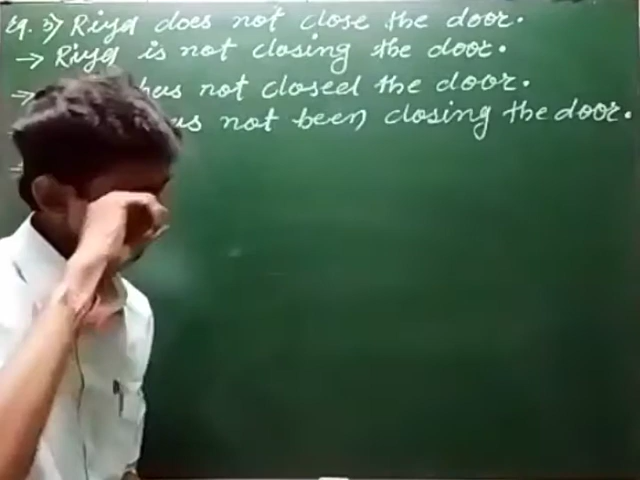 Eg. 3) Riya does not close the door.
→ Riya is not closing the door.
→ has not closed the door.
not been closing the door.